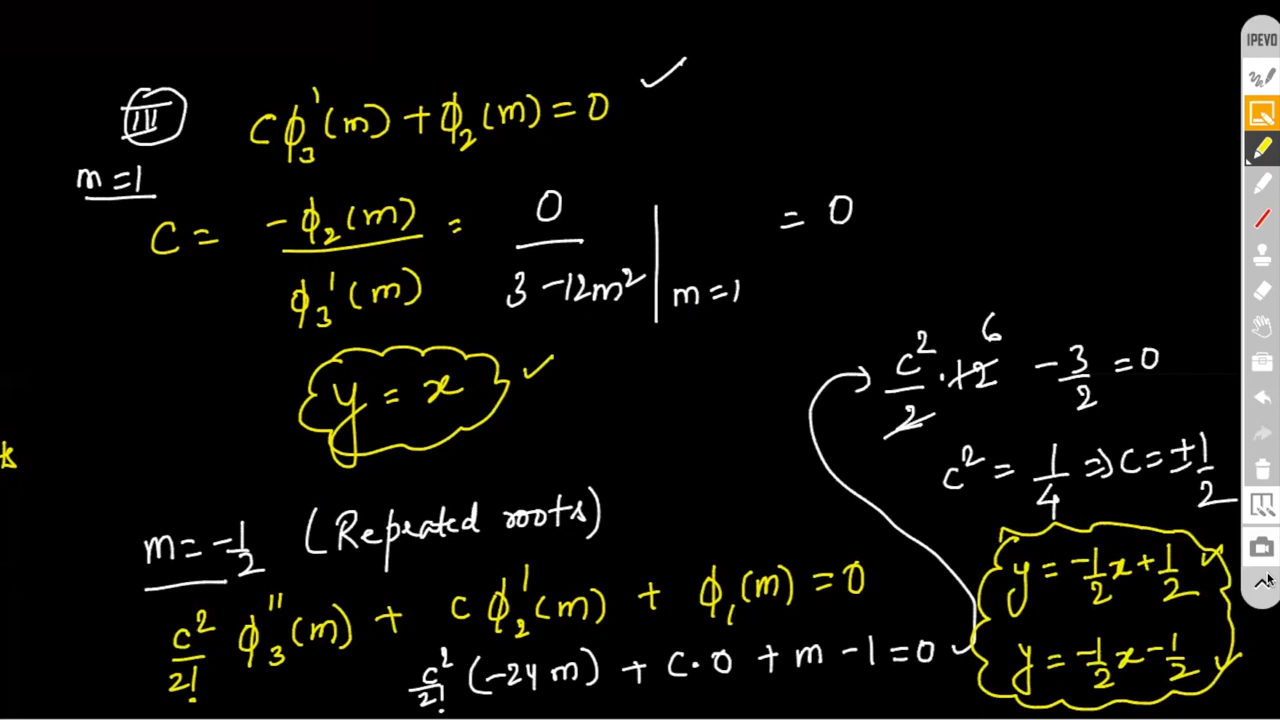 IPEVO
III Cϕ₃'(m) + ϕ₂(m) = 0
m = 1
C = -ϕ₂(m) / ϕ₃'(m) = 0 / 3 - 12m² | m = 1 = 0
y = x
c²/2 · 12 6 - 3/2 = 0
c² = 1/4 ⇒ C = ± 1/2
m = -1/2 (Repeated roots)
c²/2! ϕ₃''(m) + Cϕ₂'(m) + ϕ₁(m) = 0
c²/2! (-24m) + C·0 + m - 1 = 0
y = -1/2 x + 1/2
y = -1/2 x - 1/2